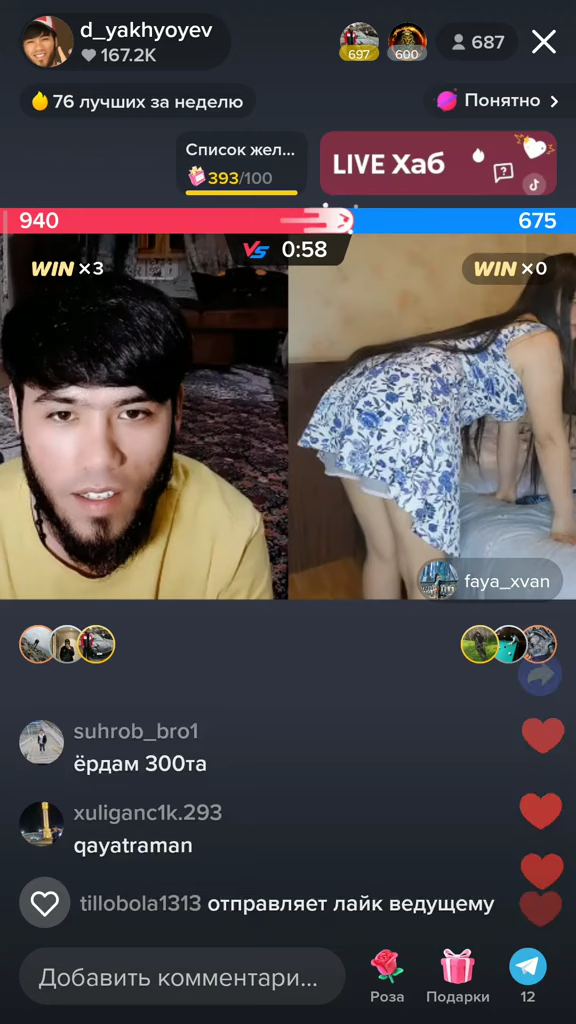 d_yakhyoyev
167.2K
697
600
687
76 лучших за неделю
Понятно
Список жел...
393/100
LIVE Хаб
940
675
VS 0:58
WIN ×3
WIN ×0
faya_xvan
suhrob_bro1
ёрдам 300та
xuliganc1k.293
qayatraman
tillobola1313 отправляет лайк ведущему
Добавить комментари...
Роза
Подарки
12